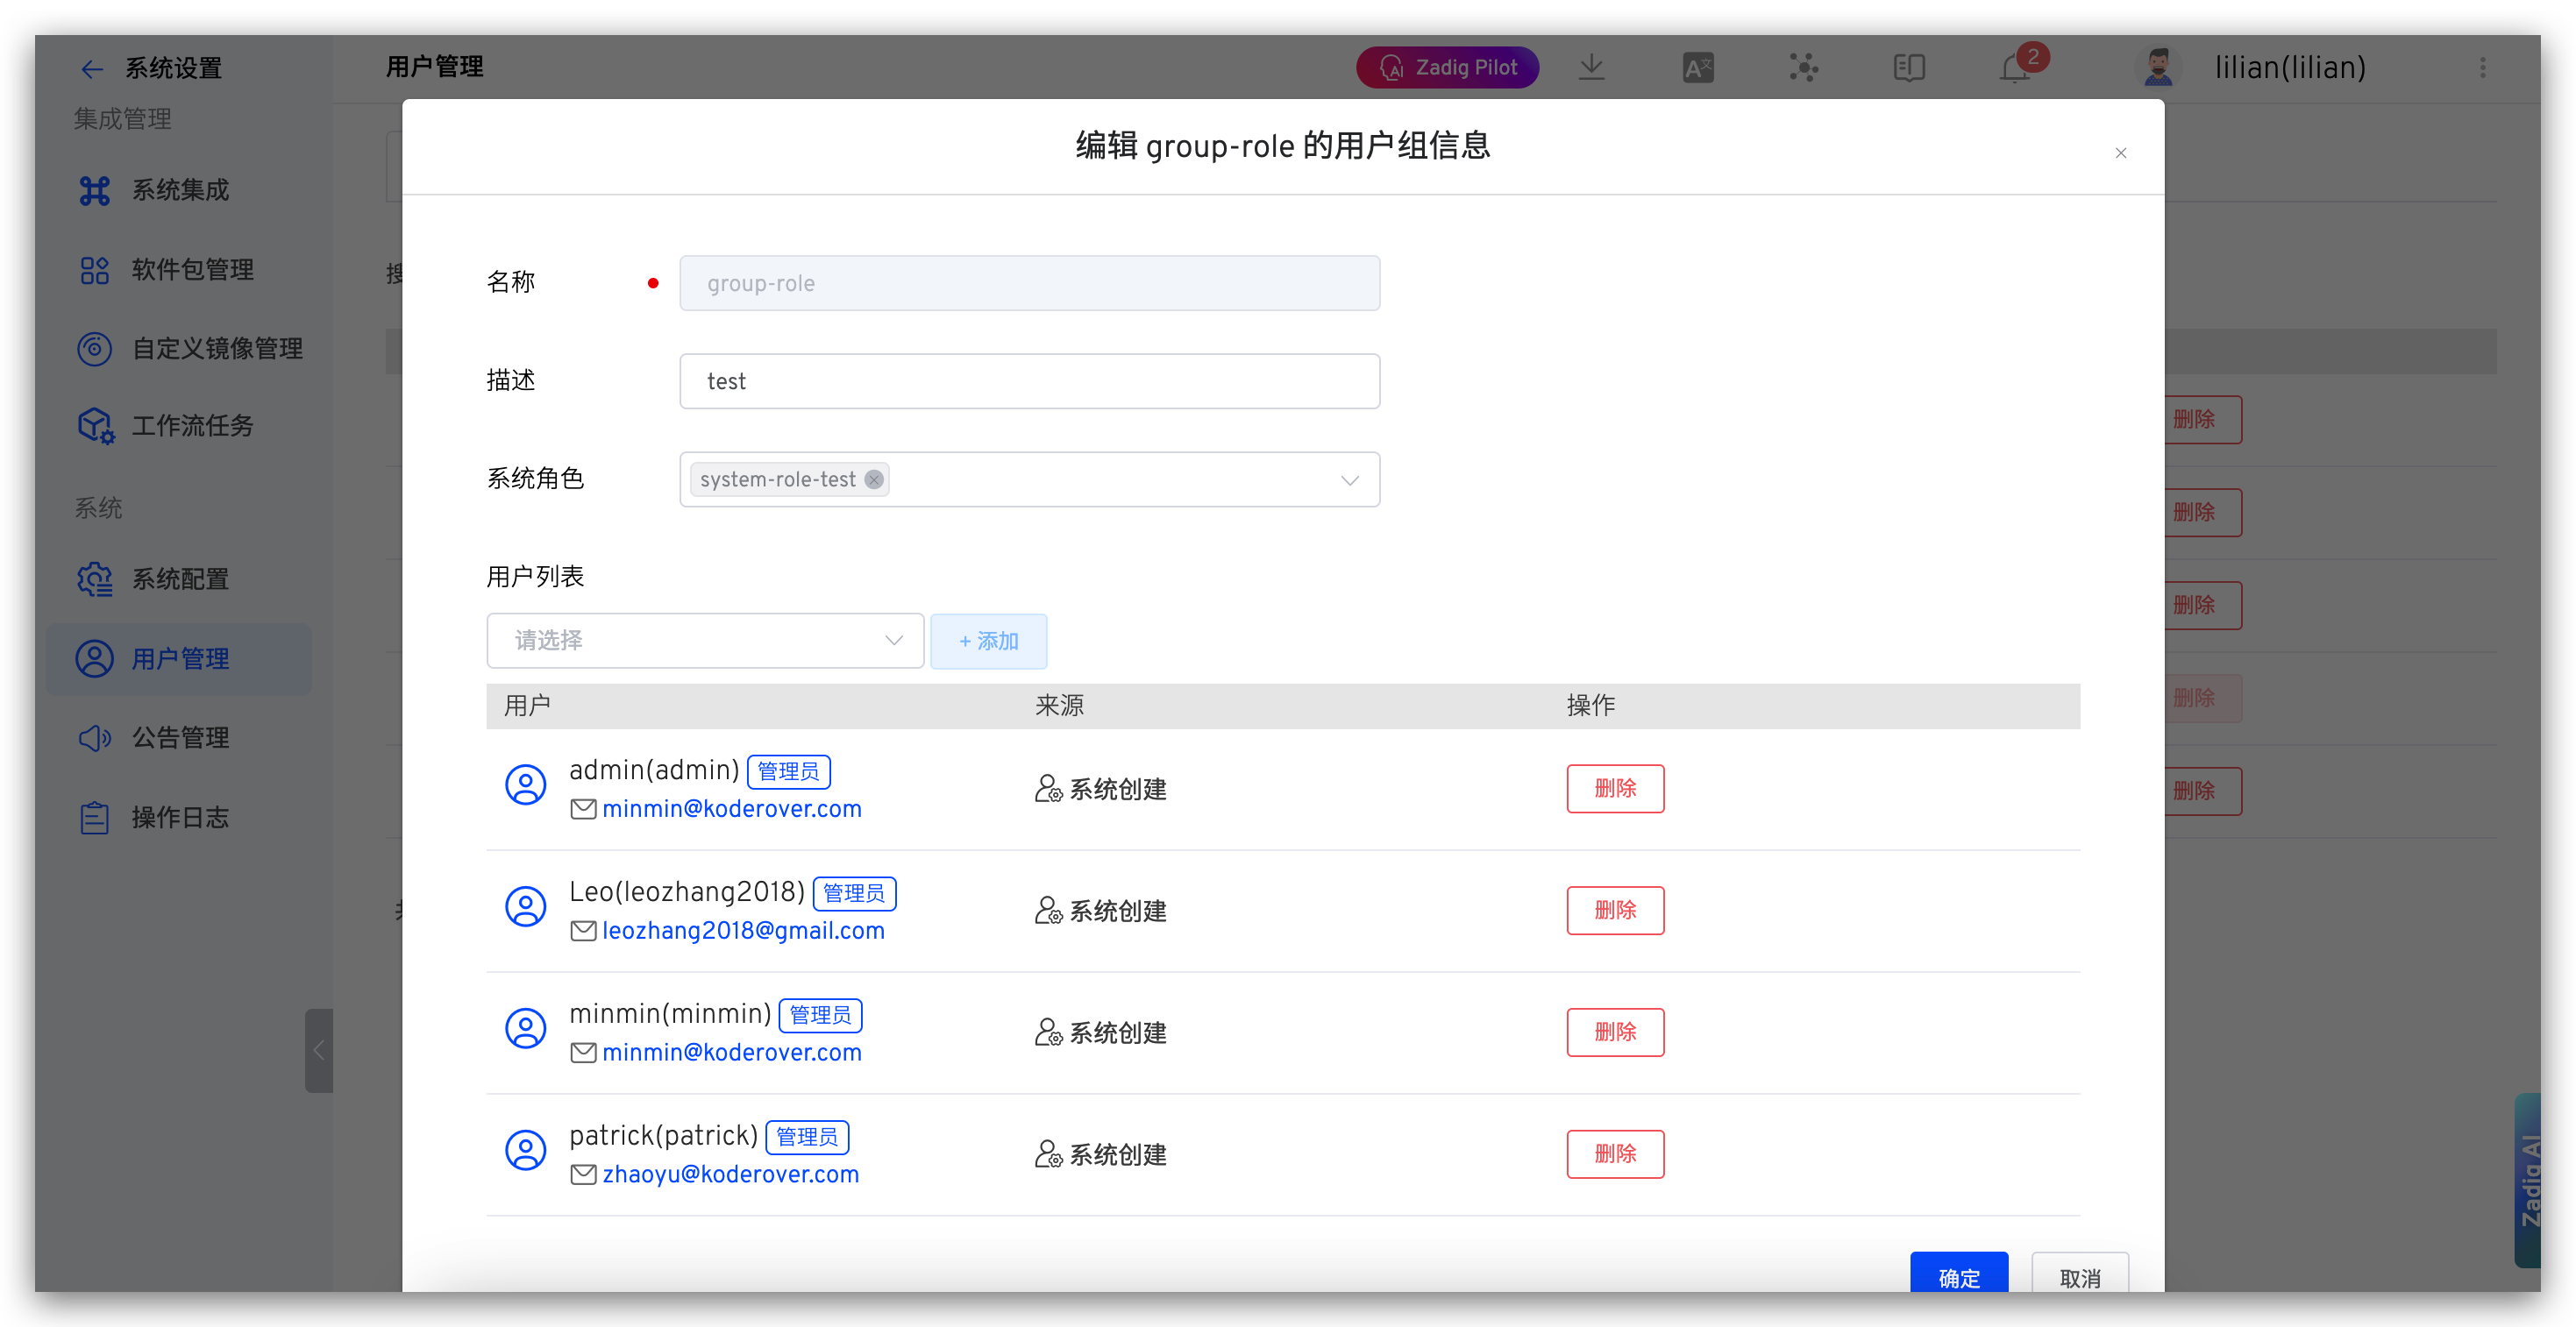 系统设置
用户管理
Zadig Pilot
2
lilian(lilian)
集成管理
系统集成
软件包管理
自定义镜像管理
工作流任务
系统
系统配置
用户管理
公告管理
操作日志
编辑 group-role 的用户组信息
名称
group-role
描述
test
系统角色
system-role-test
用户列表
请选择
+ 添加
用户 来源 操作
admin(admin) 管理员
minmin@koderover.com
系统创建
删除
Leo(leozhang2018) 管理员
leozhang2018@gmail.com
系统创建
删除
minmin(minmin) 管理员
minmin@koderover.com
系统创建
删除
patrick(patrick) 管理员
zhaoyu@koderover.com
系统创建
删除
确定
取消
删除
删除
删除
删除
删除
Zadig AI